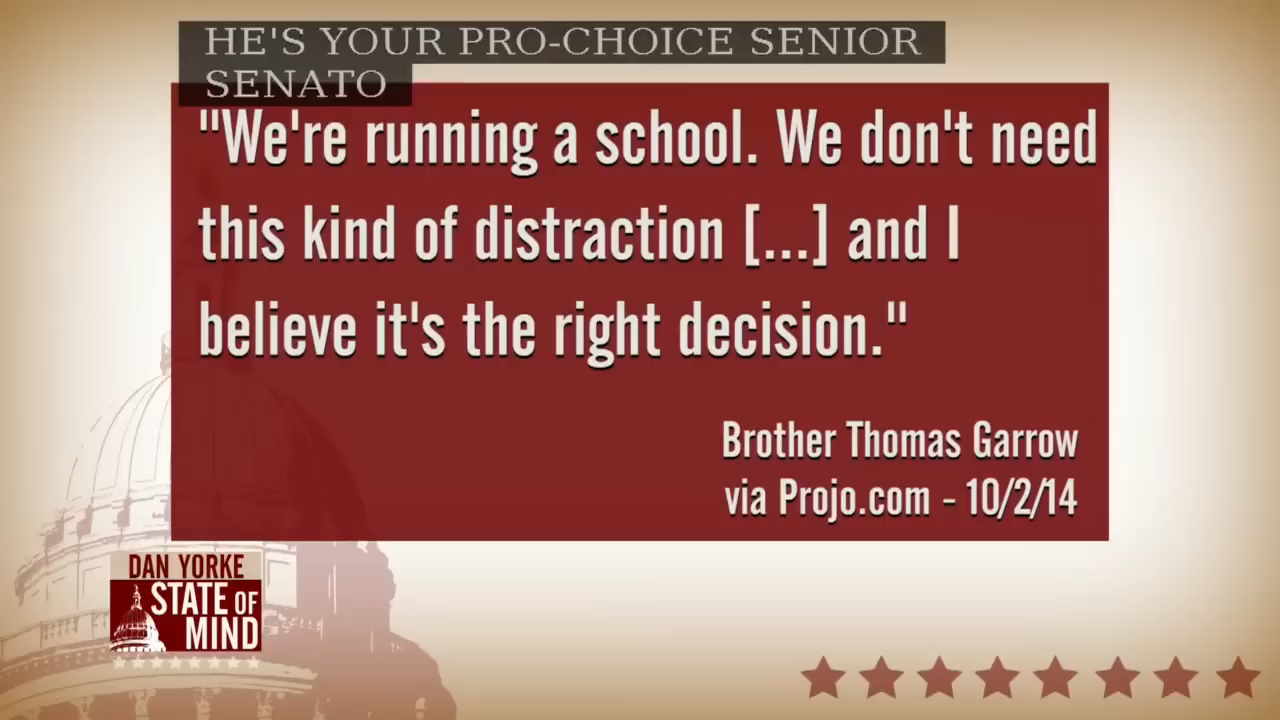 HE'S YOUR PRO-CHOICE SENIOR
SENATO
"We're running a school. We don't need
this kind of distraction [...] and I
believe it's the right decision."
Brother Thomas Garrow
via Projo.com - 10/2/14
DAN YORKE
STATE OF
MIND